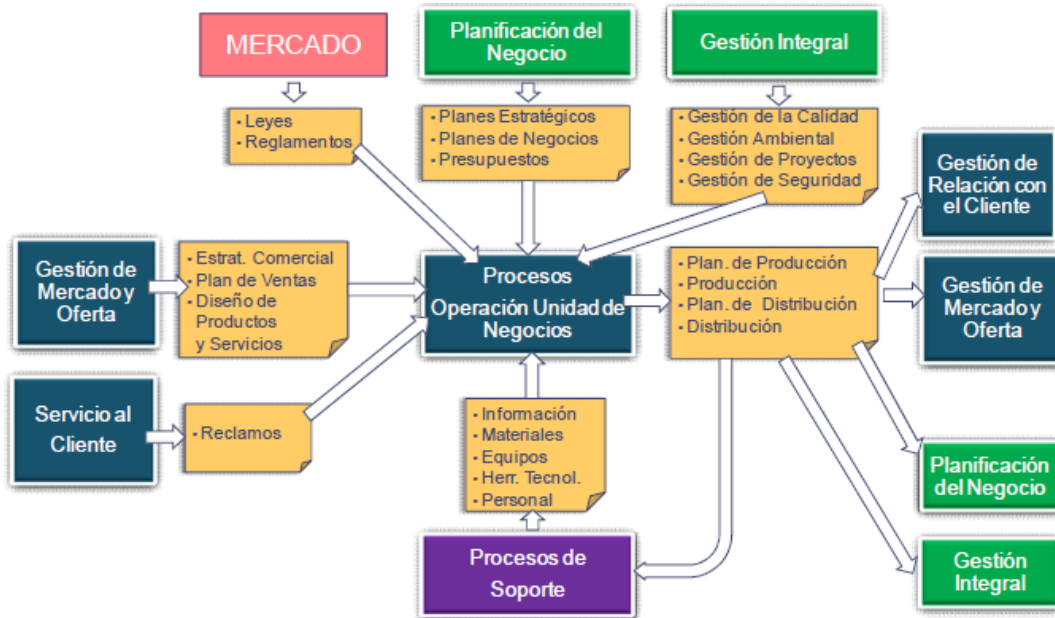 MERCADO
Planificación del
Negocio
Gestión Integral
▪ Leyes
▪ Reglamentos
▪ Planes Estratégicos
▪ Planes de Negocios
▪ Presupuestos
▪ Gestión de la Calidad
▪ Gestión Ambiental
▪ Gestión de Proyectos
▪ Gestión de Seguridad
Gestión de
Relación con
el Cliente
Gestión de
Mercado y
Oferta
▪ Estrat. Comercial
▪ Plan de Ventas
▪ Diseño de
Productos
y Servicios
Procesos
Operación Unidad de
Negocios
▪ Plan. de Producción
▪ Producción
▪ Plan. de Distribución
▪ Distribución
Gestión de
Mercado y
Oferta
Servicio al
Cliente
▪ Reclamos
▪ Información
▪ Materiales
▪ Equipos
▪ Herr. Tecnol.
▪ Personal
Planificación
del Negocio
Procesos de
Soporte
Gestión
Integral